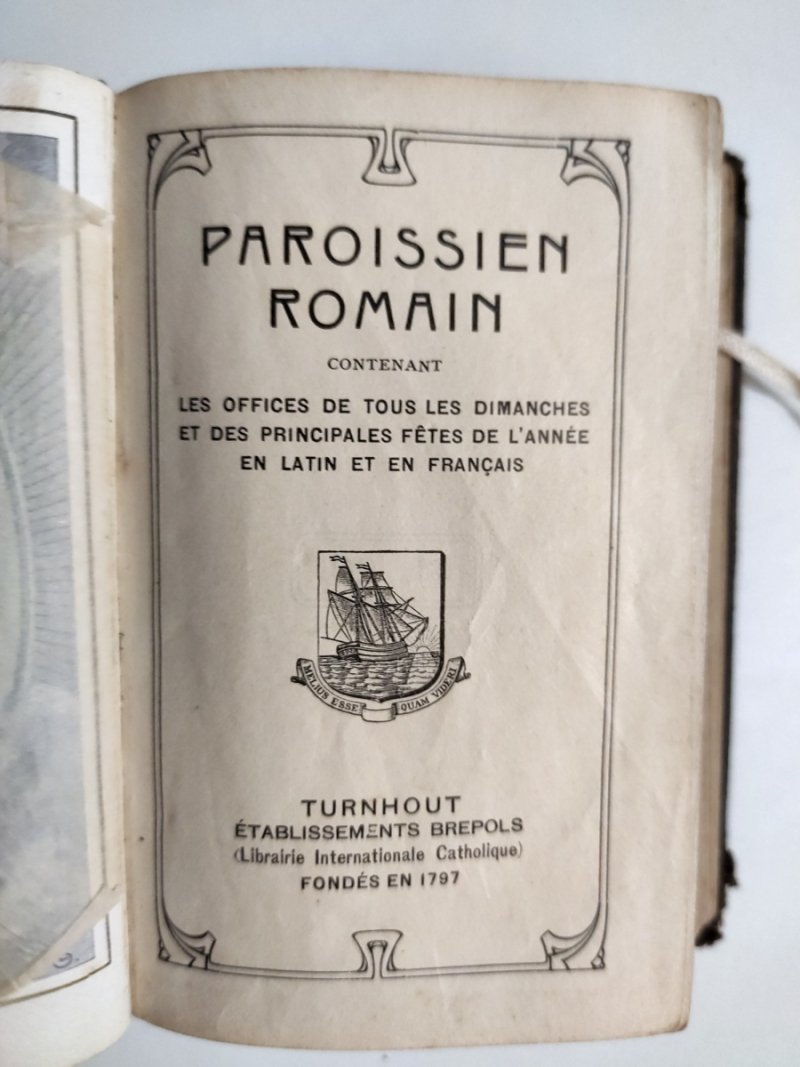 PAROISSIEN
ROMAIN
CONTENANT
LES OFFICES DE TOUS LES DIMANCHES
ET DES PRINCIPALES FÊTES DE L'ANNÉE
EN LATIN ET EN FRANÇAIS
MELIUS ESSE QUAM VIDERI
TURNHOUT
ÉTABLISSEMENTS BREPOLS
(Librairie Internationale Catholique)
FONDÉS EN 1797